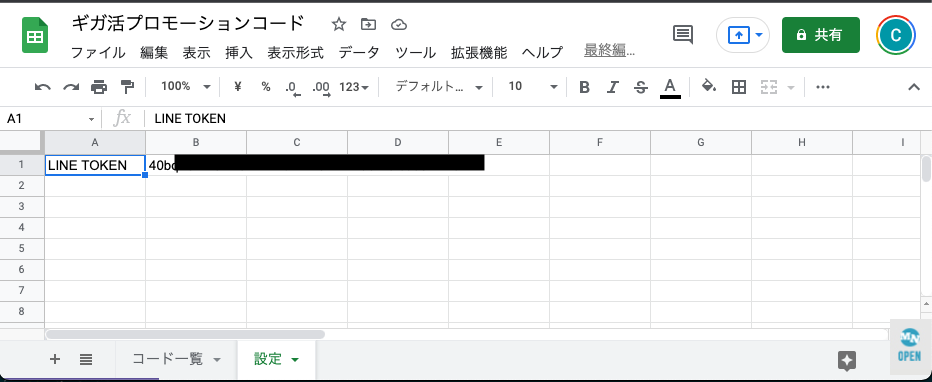 ギガ活プロモーションコード
ファイル 編集 表示 挿入 表示形式 データ ツール 拡張機能 ヘルプ 最終編...
共有
C
100% ¥ % .0 .00 123 デフォルト... 10 B I S A
A1 fx LINE TOKEN
A B C D E F G H I
1 LINE TOKEN
2
3
4
5
6
7
8
+ コード一覧 設定
MN
OPEN